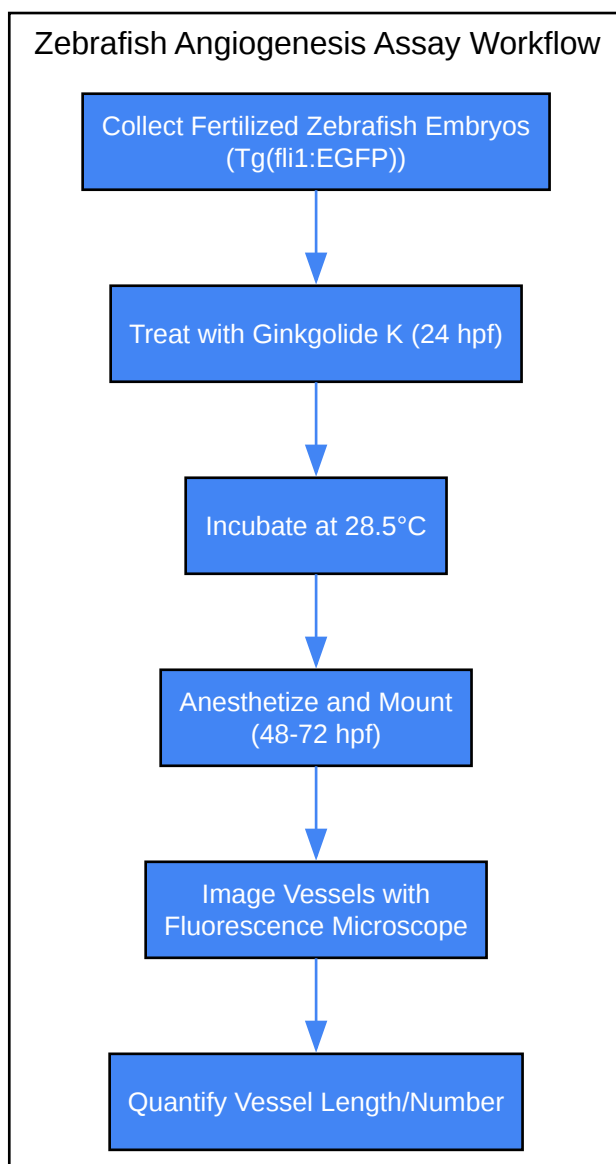 Zebrafish Angiogenesis Assay Workflow
Collect Fertilized Zebrafish Embryos
(Tg(fli1:EGFP))
Treat with Ginkgolide K (24 hpf)
Incubate at 28.5°C
Anesthetize and Mount
(48-72 hpf)
Image Vessels with
Fluorescence Microscope
Quantify Vessel Length/Number